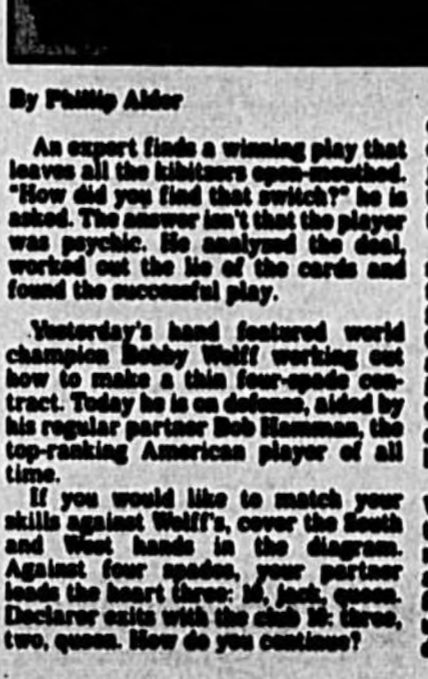 By Phillip Alder
An expert finds a winning play that
leaves all the kibitzers open-mouthed.
"How did you find that switch?" he is
asked. The answer isn't that the player
was psychic. He analyzed the deal,
worked out the lie of the cards and
found the successful play.
Yesterday's hand featured world
champion Bobby Wolff working out
how to make a thin four-spade con-
tract. Today he is on defense, aided by
his regular partner Bob Hamman, the
top-ranking American player of all
time.
If you would like to match your
skills against Wolff's, cover the South
and West hands in the diagram.
Against four spades, your partner
leads the heart three: 10, jack, queen.
Declarer exits with the club 10: three,
two, queen. How do you continue?